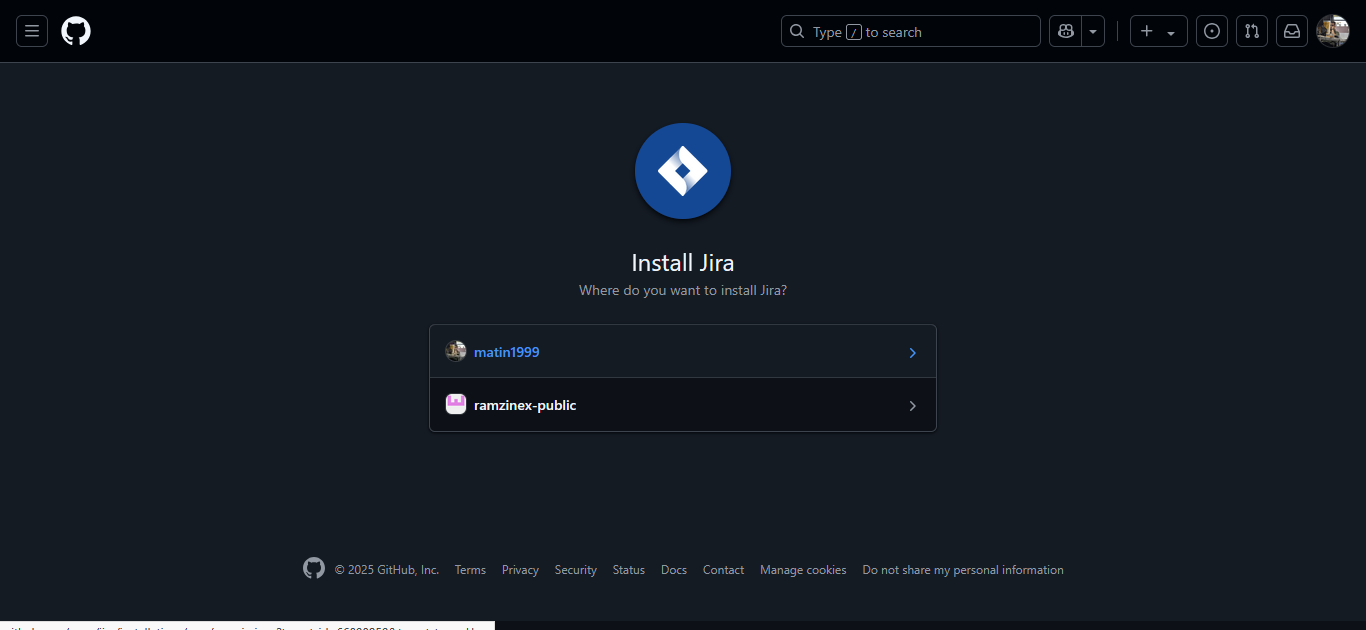 Type / to search
Install Jira
Where do you want to install Jira?
matin1999
ramzinex-public
© 2025 GitHub, Inc. Terms Privacy Security Status Docs Contact Manage cookies Do not share my personal information